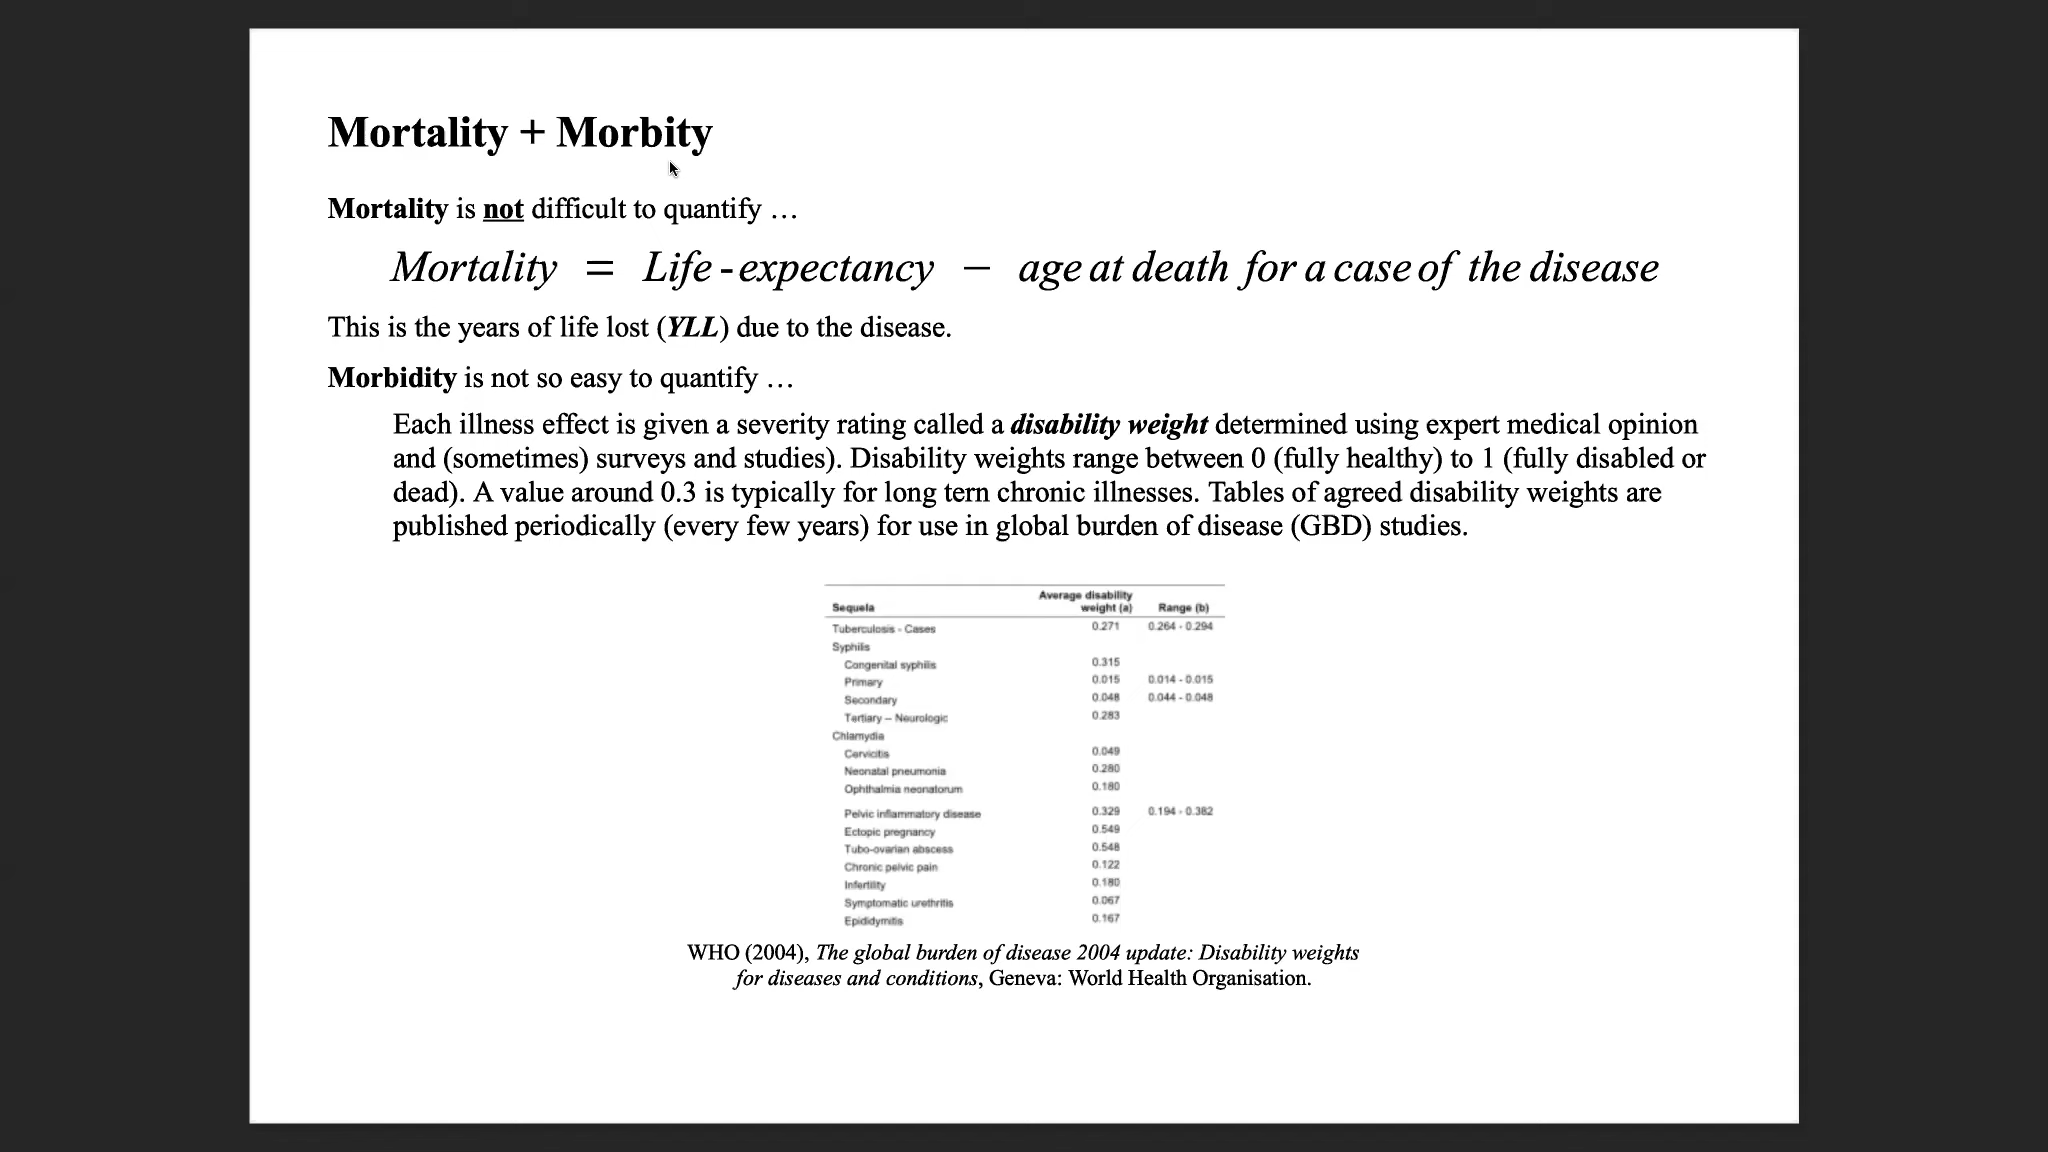 Mortality + Morbity
Mortality is not difficult to quantify …
Mortality = Life-expectancy − age at death for a case of the disease
This is the years of life lost (YLL) due to the disease.
Morbidity is not so easy to quantify …
Each illness effect is given a severity rating called a disability weight determined using expert medical opinion
and (sometimes) surveys and studies). Disability weights range between 0 (fully healthy) to 1 (fully disabled or
dead). A value around 0.3 is typically for long tern chronic illnesses. Tables of agreed disability weights are
published periodically (every few years) for use in global burden of disease (GBD) studies.
Average disability
Sequela weight (a) Range (b)
Tuberculosis - Cases 0.271 0.264 - 0.294
Syphilis
Congenital syphilis 0.315
Primary 0.015 0.014 - 0.015
Secondary 0.048 0.044 - 0.048
Tertiary – Neurologic 0.283
Chlamydia
Cervicitis 0.049
Neonatal pneumonia 0.280
Ophthalmia neonatorum 0.180
Pelvic inflammatory disease 0.329 0.194 - 0.382
Ectopic pregnancy 0.549
Tubo-ovarian abscess 0.548
Chronic pelvic pain 0.122
Infertility 0.180
Symptomatic urethritis 0.067
Epididymitis 0.167
WHO (2004), The global burden of disease 2004 update: Disability weights
for diseases and conditions, Geneva: World Health Organisation.